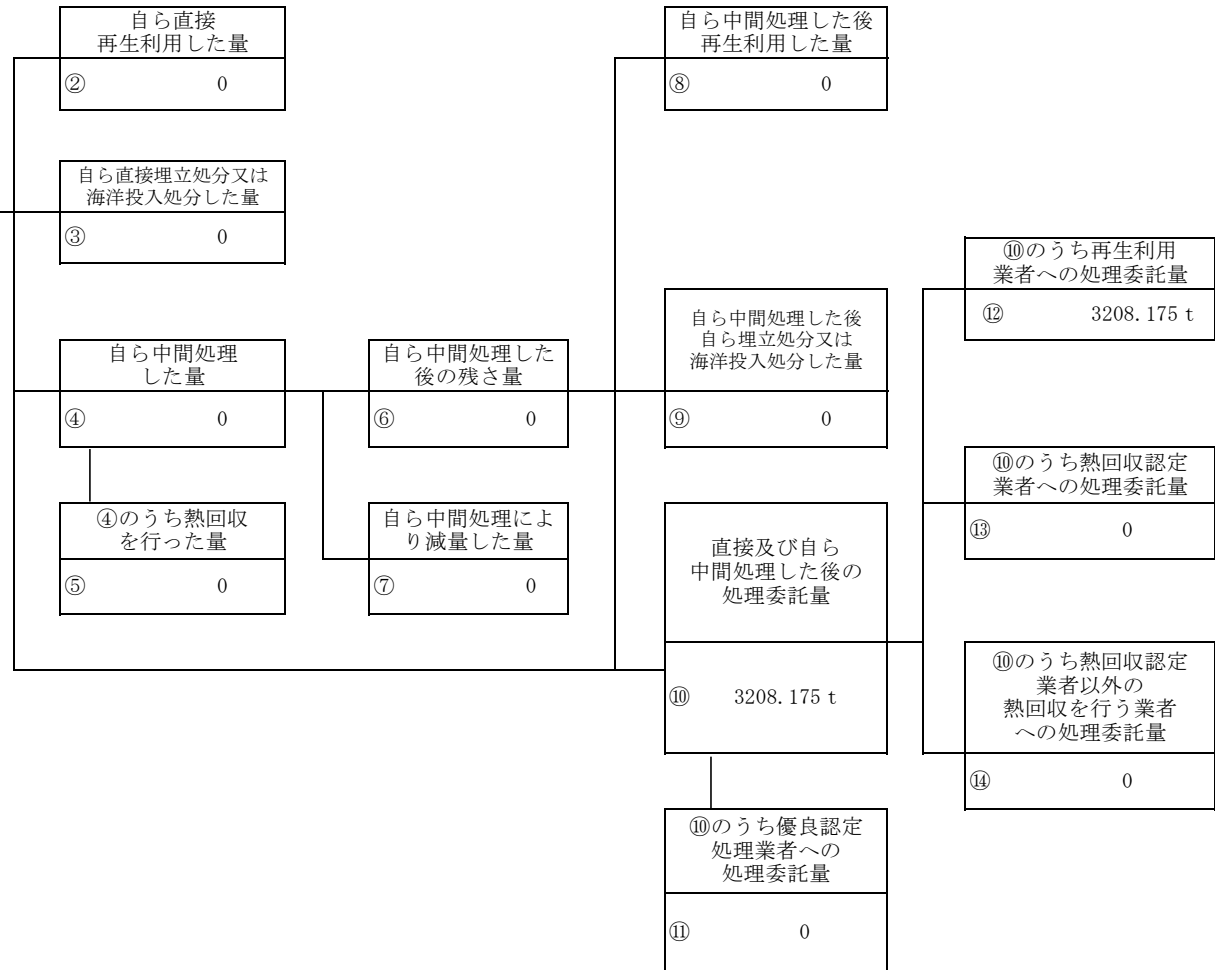 自ら直接
再生利用した量
② 0
自ら中間処理した後
再生利用した量
⑧ 0
自ら直接埋立処分又は
海洋投入処分した量
③ 0
⑩のうち再生利用
業者への処理委託量
⑫ 3208.175 t
自ら中間処理
した量
④ 0
自ら中間処理した
後の残さ量
⑥ 0
自ら中間処理した後
自ら埋立処分又は
海洋投入処分した量
⑨ 0
⑩のうち熱回収認定
業者への処理委託量
⑬ 0
④のうち熱回収
を行った量
⑤ 0
自ら中間処理によ
り減量した量
⑦ 0
直接及び自ら
中間処理した後の
処理委託量
⑩ 3208.175 t
⑩のうち熱回収認定
業者以外の
熱回収を行う業者
への処理委託量
⑭ 0
⑩のうち優良認定
処理業者への
処理委託量
⑪ 0